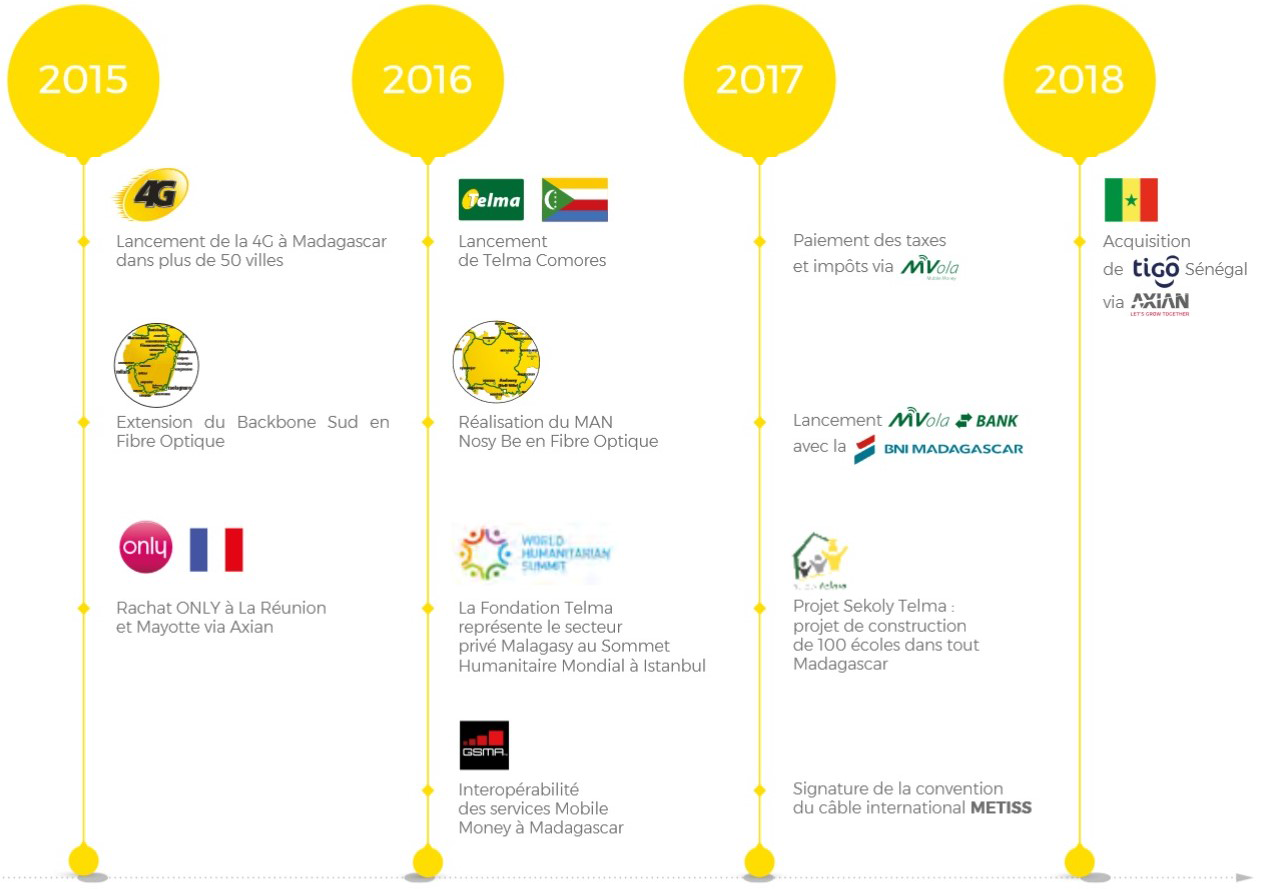 2015
4G
Lancement de la 4G à Madagascar
dans plus de 50 villes
Extension du Backbone Sud en
Fibre Optique
only
Rachat ONLY à La Réunion
et Mayotte via Axian
2016
Telma
Lancement
de Telma Comores
Réalisation du MAN
Nosy Be en Fibre Optique
WORLD
HUMANITARIAN
SUMMIT
La Fondation Telma
représente le secteur
privé Malagasy au Sommet
Humanitaire Mondial à Istanbul
GSMA
Interopérabilité
des services Mobile
Money à Madagascar
2017
Paiement des taxes
et impôts via MVola
Lancement MVola BANK
avec la BNI MADAGASCAR
Projet Sekoly Telma :
projet de construction
de 100 écoles dans tout
Madagascar
Signature de la convention
du câble international METISS
2018
Acquisition
de tigo Sénégal
via AXIAN
LET'S GROW TOGETHER